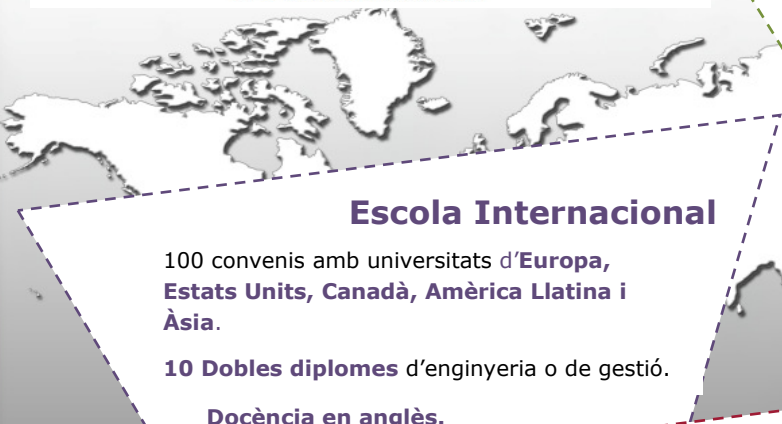 Escola Internacional
100 convenis amb universitats d’Europa,
Estats Units, Canadà, Amèrica Llatina i
Àsia.
10 Dobles diplomes d’enginyeria o de gestió.
Docència en anglès.